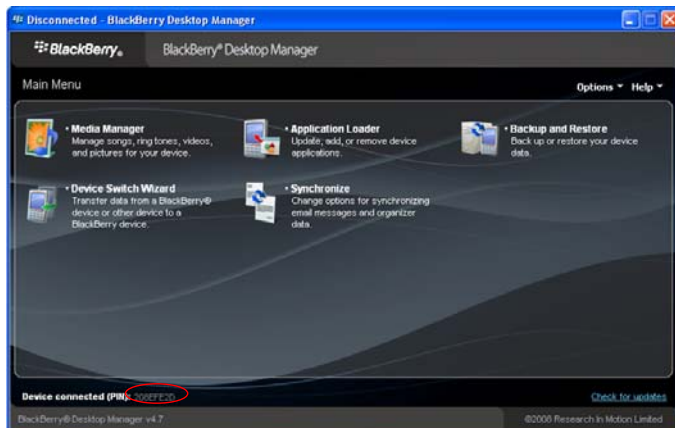 Disconnected - BlackBerry Desktop Manager
BlackBerry®
BlackBerry® Desktop Manager
Main Menu
Options
Help
Media Manager
Manage songs, ring tones, videos,
and pictures for your device.
Application Loader
Update, add, or remove device
applications.
Backup and Restore
Back up or restore your device
data.
Device Switch Wizard
Transfer data from a BlackBerry®
device or other device to a
BlackBerry device.
Synchronize
Change options for synchronizing
email messages and organizer
data.
Device connected (PIN):
Check for updates
BlackBerry® Desktop Manager v4.7
©2008 Research In Motion Limited